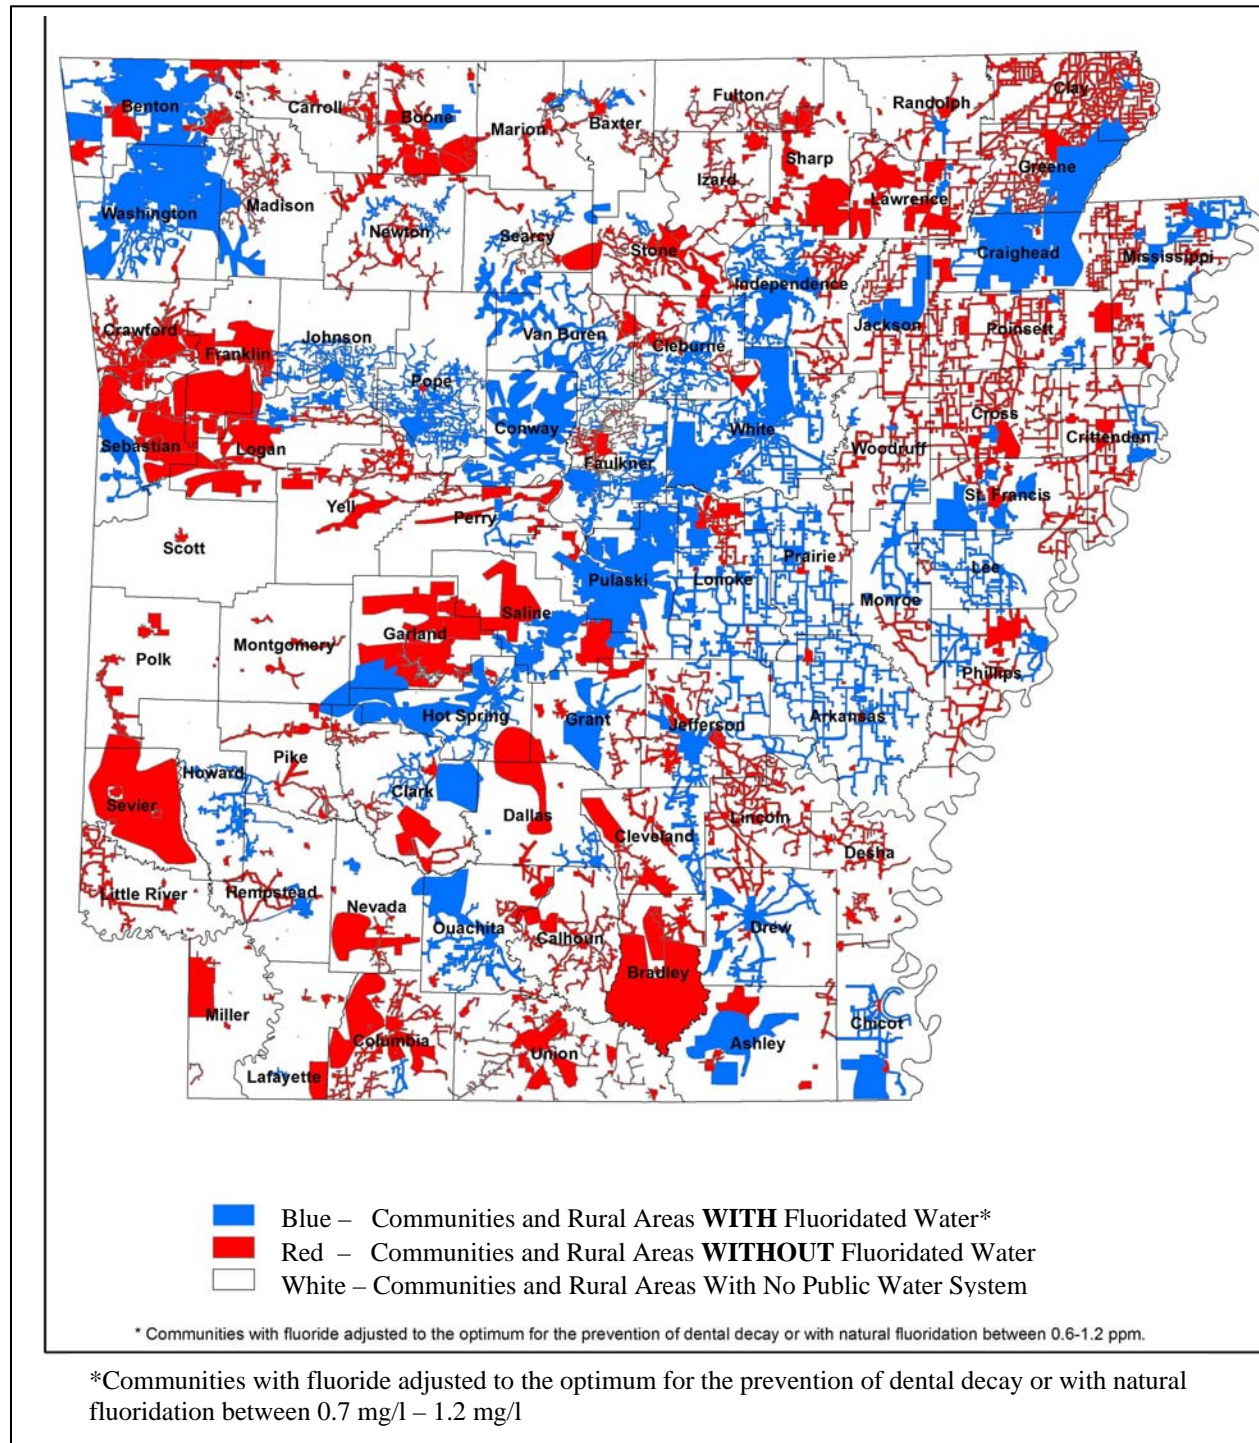 Benton
Carroll
Boone
Marion
Baxter
Fulton
Randolph
Clay
Sharp
Izard
Greene
Lawrence
Washington
Madison
Newton
Searcy
Stone
Independence
Craighead
Mississippi
Crawford
Franklin
Johnson
Pope
Van Buren
Cleburne
Jackson
Poinsett
Sebastian
Logan
Conway
Faulkner
White
Woodruff
Cross
Crittenden
St. Francis
Yell
Perry
Scott
Pulaski
Lonoke
Prairie
Lee
Monroe
Saline
Garland
Montgomery
Polk
Phillips
Hot Spring
Grant
Jefferson
Arkansas
Pike
Howard
Sevier
Clark
Dallas
Cleveland
Lincoln
Desha
Little River
Hempstead
Nevada
Ouachita
Calhoun
Drew
Bradley
Miller
Columbia
Union
Ashley
Chicot
Lafayette
Blue – Communities and Rural Areas WITH Fluoridated Water*
Red – Communities and Rural Areas WITHOUT Fluoridated Water
White – Communities and Rural Areas With No Public Water System
* Communities with fluoride adjusted to the optimum for the prevention of dental decay or with natural fluoridation between 0.6-1.2 ppm.
*Communities with fluoride adjusted to the optimum for the prevention of dental decay or with natural
fluoridation between 0.7 mg/l – 1.2 mg/l